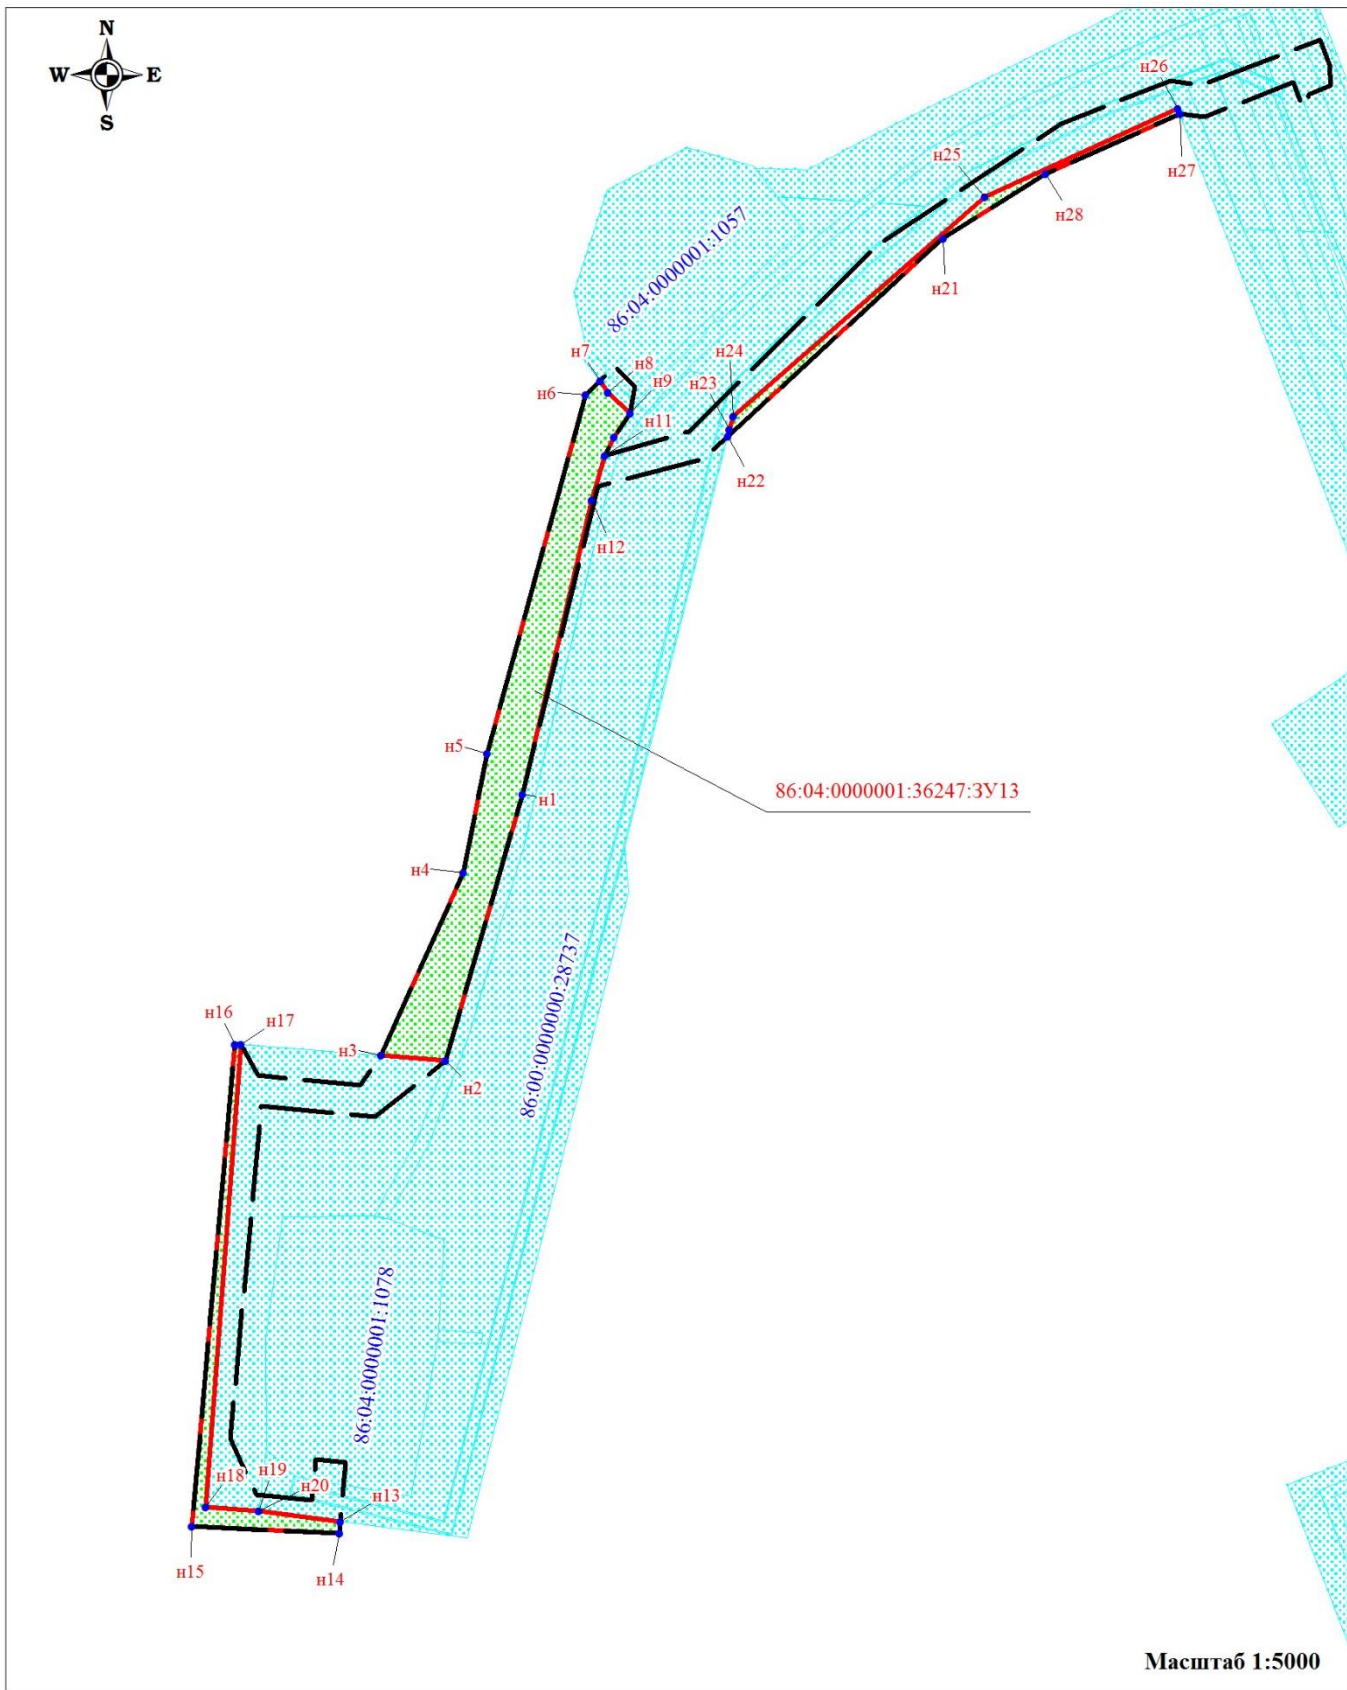 N
W
E
S
н26
н27
н25
н28
н21
86:04:0000001:1057
н7
н8
н24
н9
н23
н6
н11
н22
н12
н5
86:04:0000001:36247:ЗУ13
н1
н4
86:00:0000000:28737
н16
н17
н3
н2
86:04:0000001:1078
н18
н19
н20
н13
н15
н14
Масштаб 1:5000